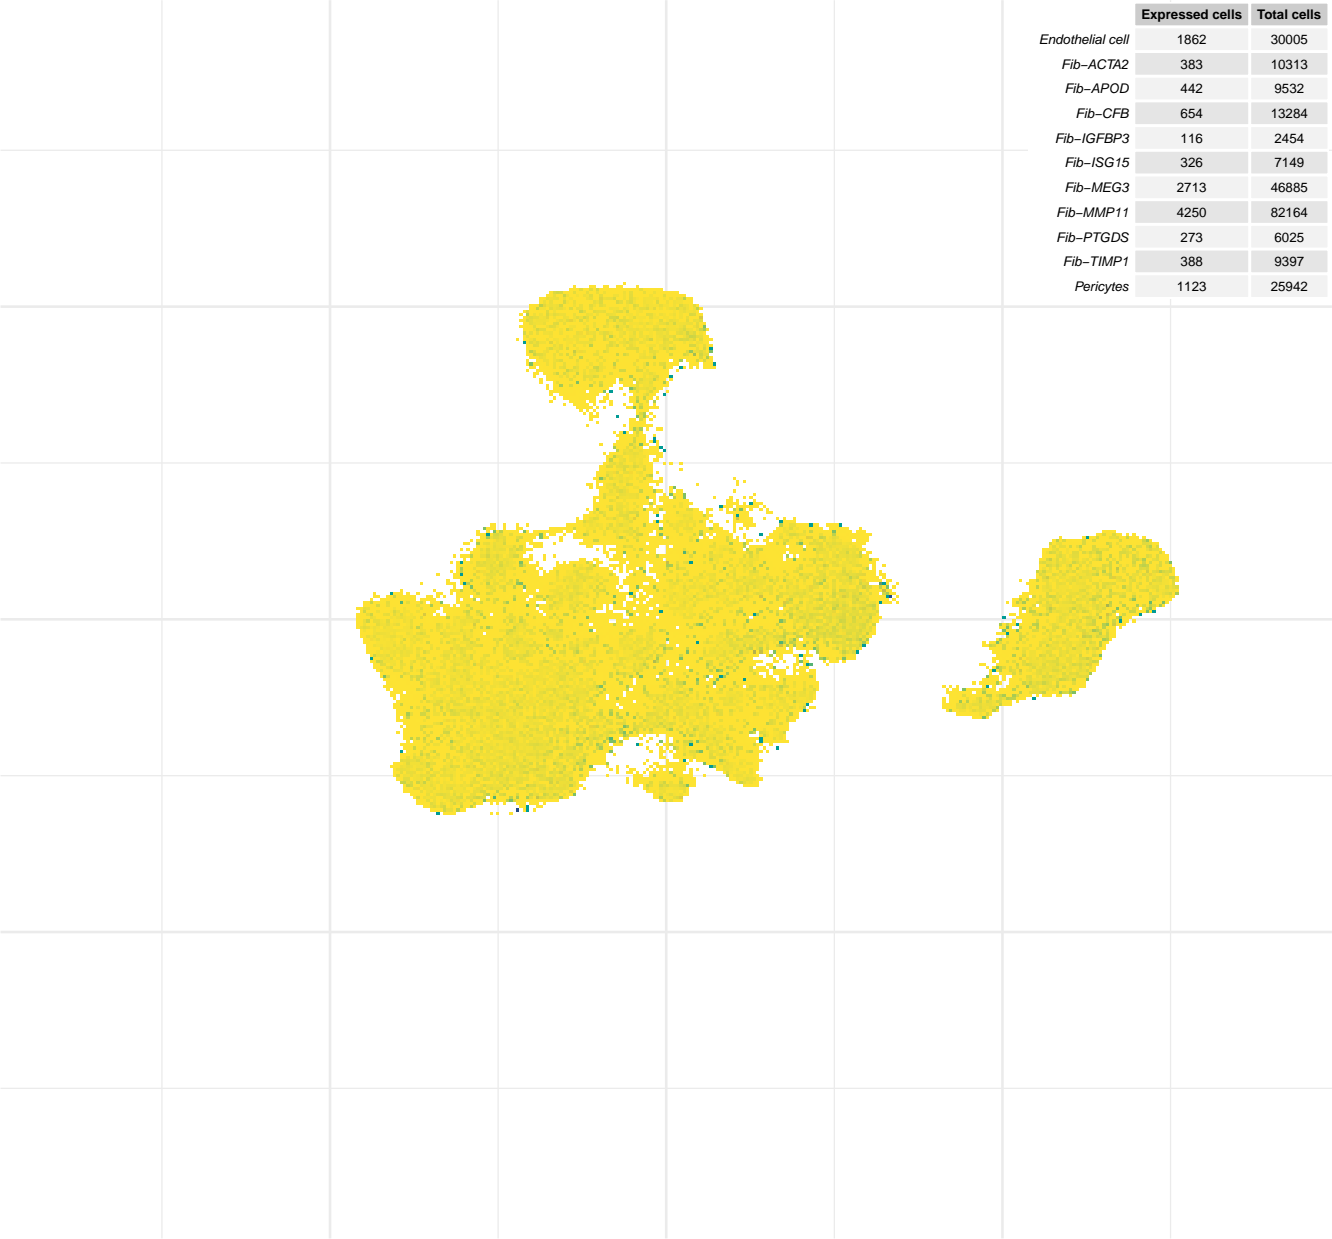 Expressed cells Total cells
Endothelial cell 1862 30005
Fib−ACTA2 383 10313
Fib−APOD 442 9532
Fib−CFB 654 13284
Fib−IGFBP3 116 2454
Fib−ISG15 326 7149
Fib−MEG3 2713 46885
Fib−MMP11 4250 82164
Fib−PTGDS 273 6025
Fib−TIMP1 388 9397
Pericytes 1123 25942